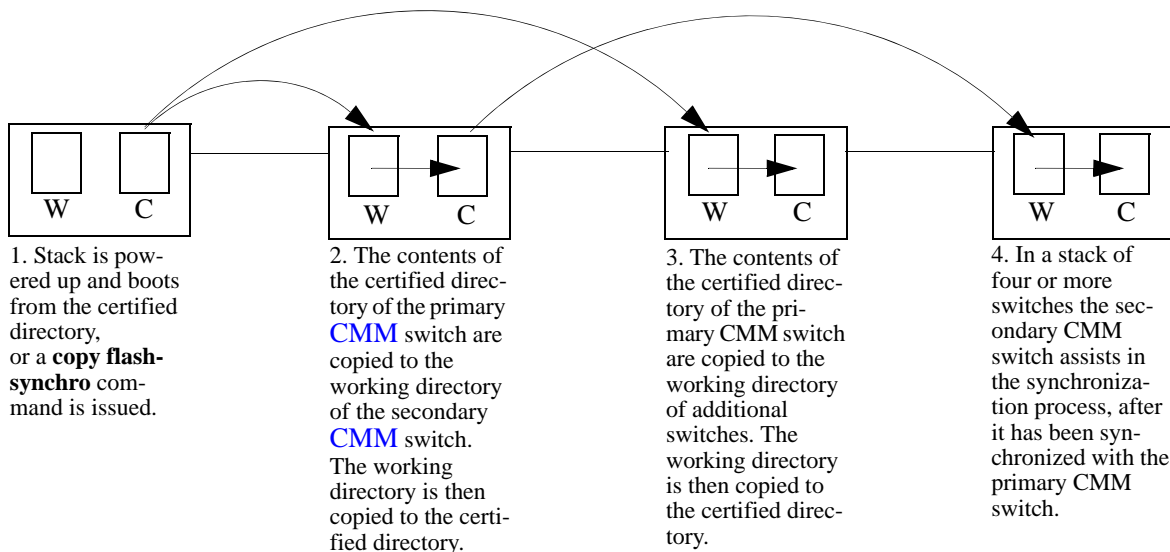 W
C
W
C
W
C
W
C
1. Stack is pow-
ered up and boots
from the certified
directory,
or a copy flash-
synchro com-
mand is issued.
2. The contents of
the certified direc-
tory of the primary
CMM switch are
copied to the
working directory
of the secondary
CMM switch.
The working
directory is then
copied to the certi-
fied directory.
3. The contents of
the certified direc-
tory of the pri-
mary CMM switch
are copied to the
working directory
of additional
switches. The
working directory
is then copied to
the certified direc-
tory.
4. In a stack of
four or more
switches the sec-
ondary CMM
switch assists in
the synchroniza-
tion process, after
it has been syn-
chronized with the
primary CMM
switch.